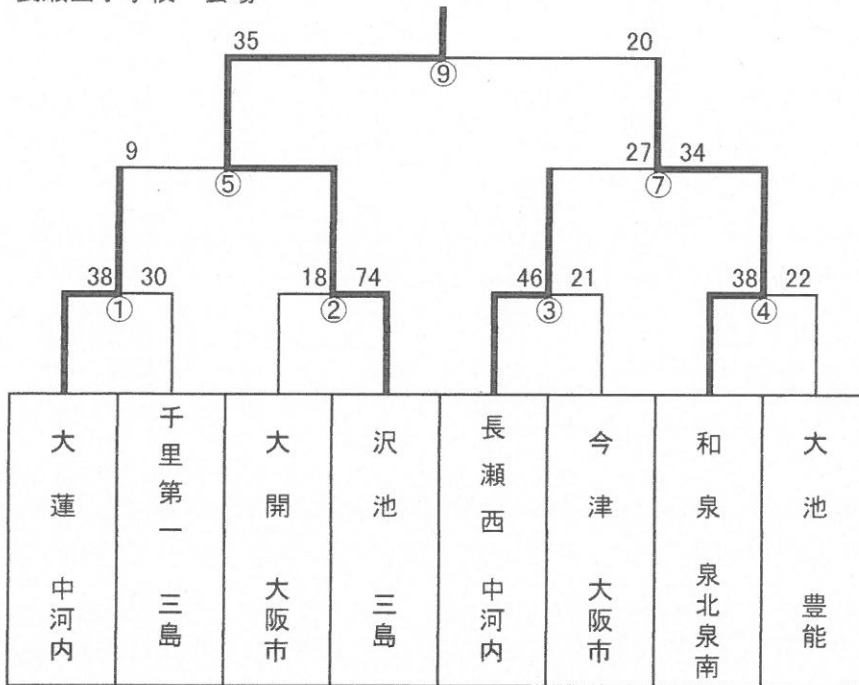 35 20
⑨
9 27 34
⑤ ⑦
38 30 18 74 46 21 38 22
① ② ③ ④
大蓮 中河内
千里第一 三島
大開 大阪市
沢池 三島
長瀬西 中河内
今津 大阪市
和泉 泉北泉南
大池 豊能